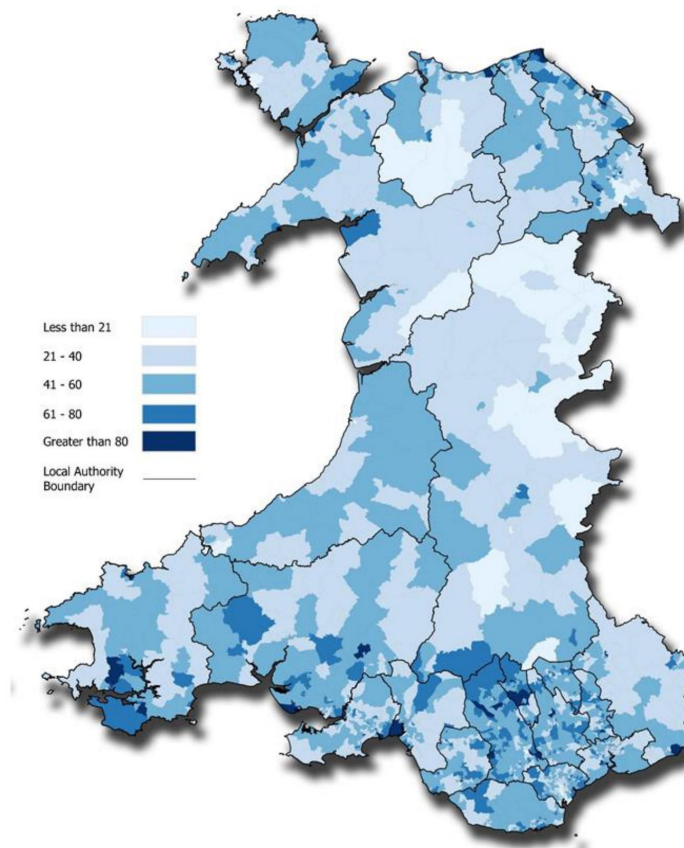 Less than 21
21 - 40
41 - 60
61 - 80
Greater than 80
Local Authority
Boundary